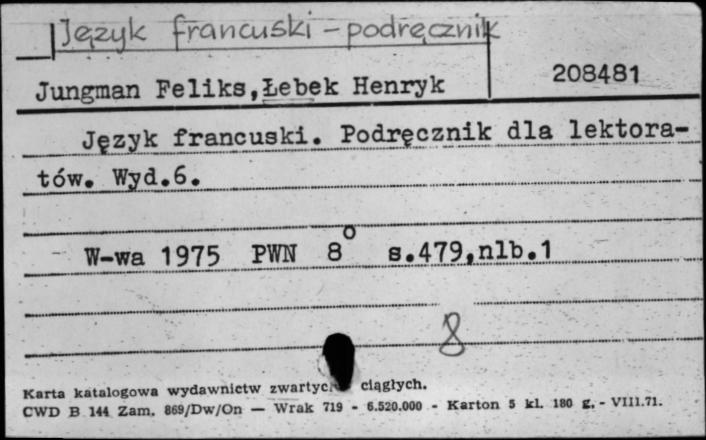 Język francuski - podręcznik
Jungman Feliks, Łebek Henryk
208481
Język francuski. Podręcznik dla lektora-
tów. Wyd.6.
W-wa 1975 PWN 8° s.479,nlb.1
8
Karta katalogowa wydawnictw zwartyc ciągłych.
CWD B 144 Zam. 869/Dw/On — Wrak 719 - 6.520.000 - Karton 5 kl. 180 g. - VIII.71.